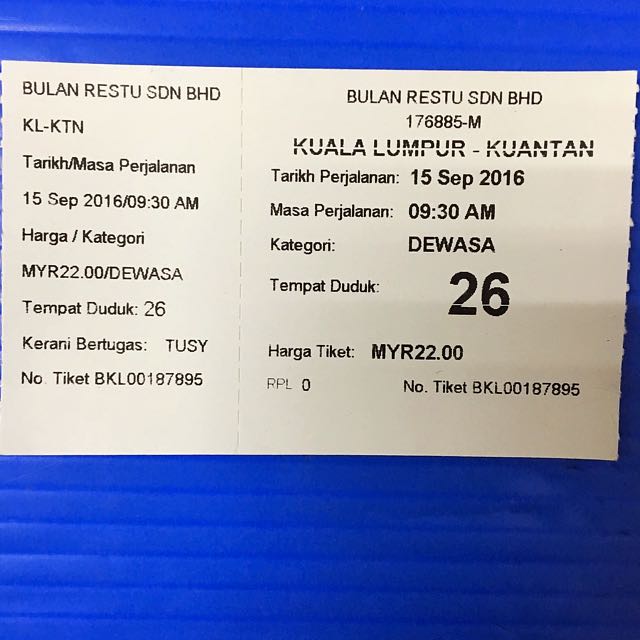 BULAN RESTU SDN BHD
KL-KTN
Tarikh/Masa Perjalanan
15 Sep 2016/09:30 AM
Harga / Kategori
MYR22.00/DEWASA
Tempat Duduk: 26
Kerani Bertugas: TUSY
No. Tiket BKL00187895
BULAN RESTU SDN BHD
176885-M
KUALA LUMPUR - KUANTAN
Tarikh Perjalanan: 15 Sep 2016
Masa Perjalanan: 09:30 AM
Kategori: DEWASA
Tempat Duduk: 26
Harga Tiket: MYR22.00
RPL 0 No. Tiket BKL00187895